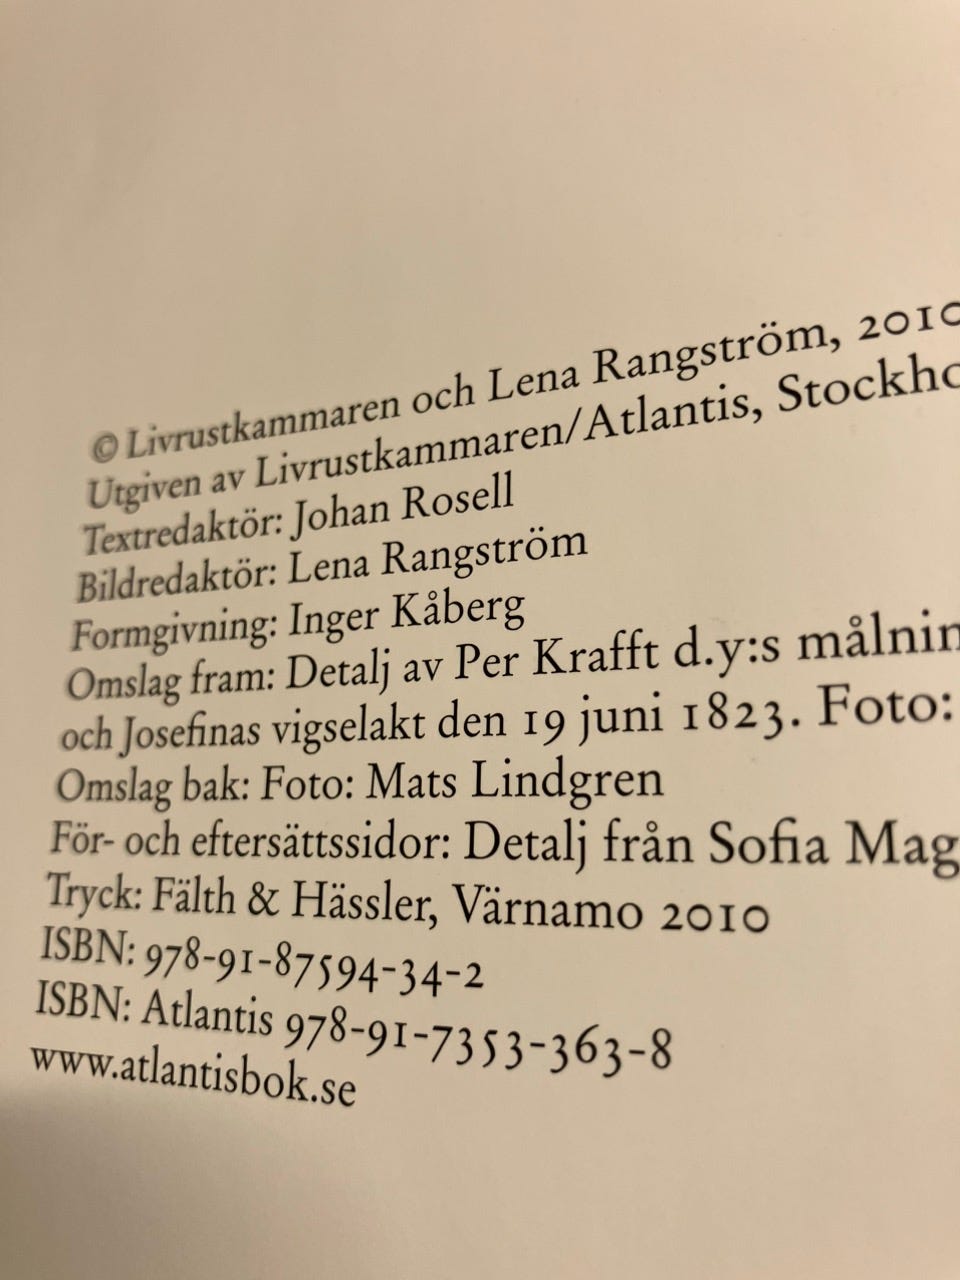 © Livrustkammaren och Lena Rangström, 2010
Utgiven av Livrustkammaren/Atlantis, Stockho
Textredaktör: Johan Rosell
Bildredaktör: Lena Rangström
Formgivning: Inger Kåberg
Omslag fram: Detalj av Per Krafft d.y:s målnin
och Josefinas vigselakt den 19 juni 1823. Foto:
Omslag bak: Foto: Mats Lindgren
För- och eftersättssidor: Detalj från Sofia Mag
Tryck: Fälth & Hässler, Värnamo 2010
ISBN: 978-91-87594-34-2
ISBN: Atlantis 978-91-7353-363-8
www.atlantisbok.se